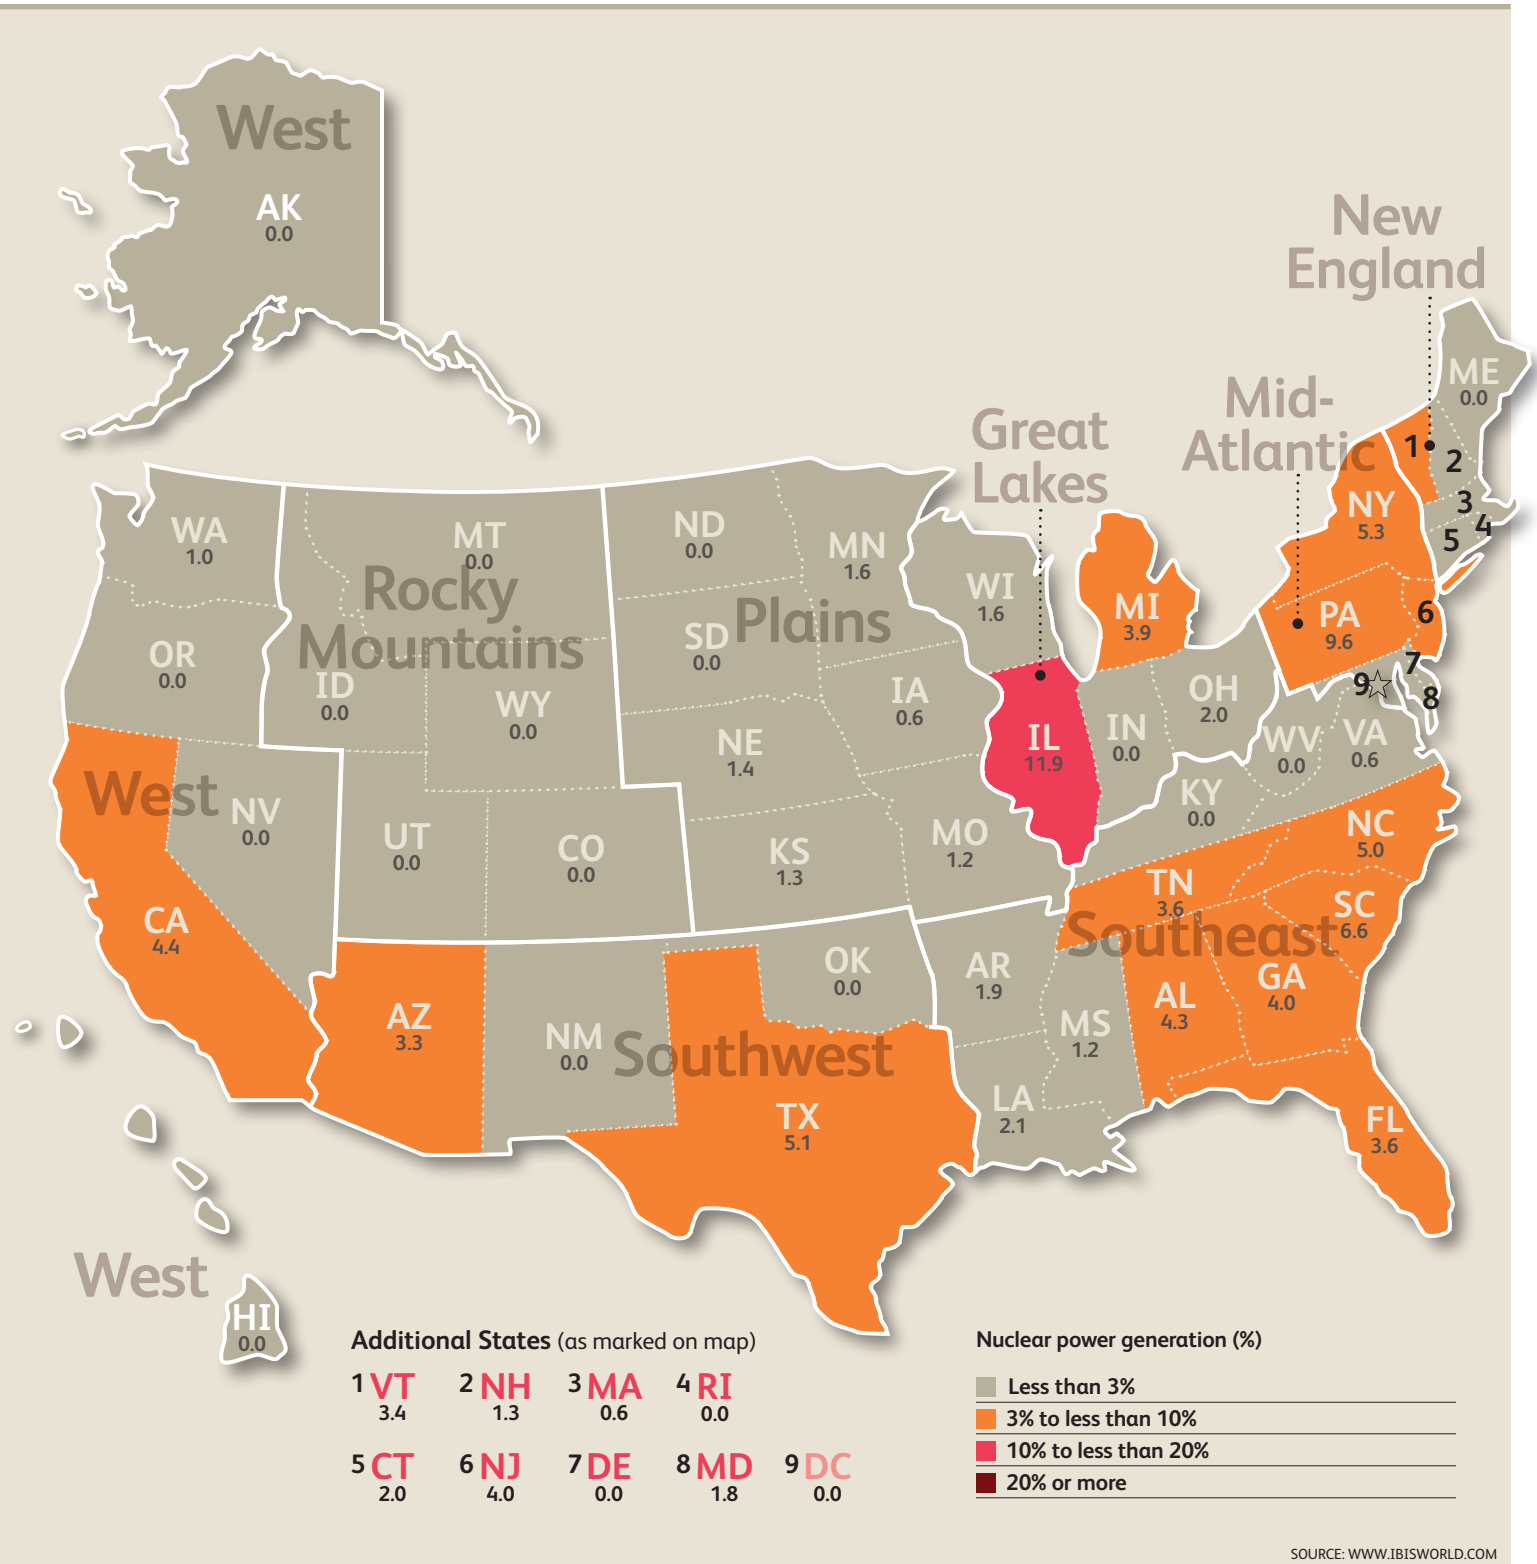 West
AK
0.0
New
England
ME
0.0
Mid-
Atlantic
Great
Lakes
1
2
3
4
5
NY
5.3
WA
1.0
MT
0.0
ND
0.0
MN
1.6
Rocky
Mountains
Plains
WI
1.6
MI
3.9
PA
9.6
6
OR
0.0
ID
0.0
SD
0.0
7
9
8
WY
0.0
IA
0.6
OH
2.0
NE
1.4
IL
11.9
IN
0.0
WV
0.0
VA
0.6
West
NV
0.0
UT
0.0
CO
0.0
KS
1.3
MO
1.2
KY
0.0
NC
5.0
TN
3.6
SC
6.6
Southeast
CA
4.4
AZ
3.3
NM
0.0
OK
0.0
AR
1.9
AL
4.3
GA
4.0
MS
1.2
Southwest
TX
5.1
LA
2.1
FL
3.6
West
HI
0.0
Additional States (as marked on map)
1 VT 2 NH 3 MA 4 RI
3.4 1.3 0.6 0.0
5 CT 6 NJ 7 DE 8 MD 9 DC
2.0 4.0 0.0 1.8 0.0
Nuclear power generation (%)
Less than 3%
3% to less than 10%
10% to less than 20%
20% or more
SOURCE: WWW.IBISWORLD.COM